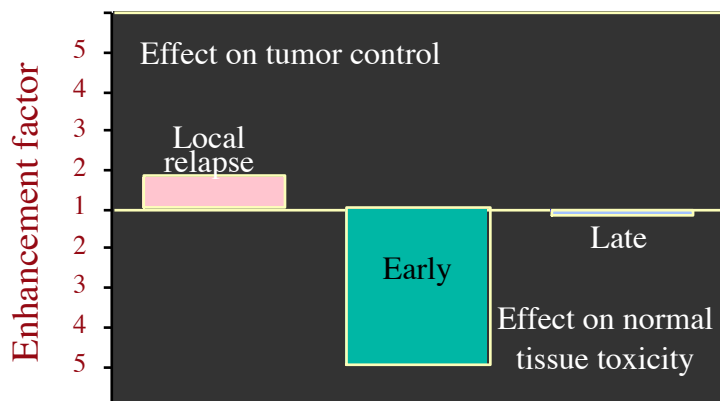 Effect on tumor control
Enhancement factor
5
4
3
2
1
2
3
4
5
Local
relapse
Early
Late
Effect on normal
tissue toxicity